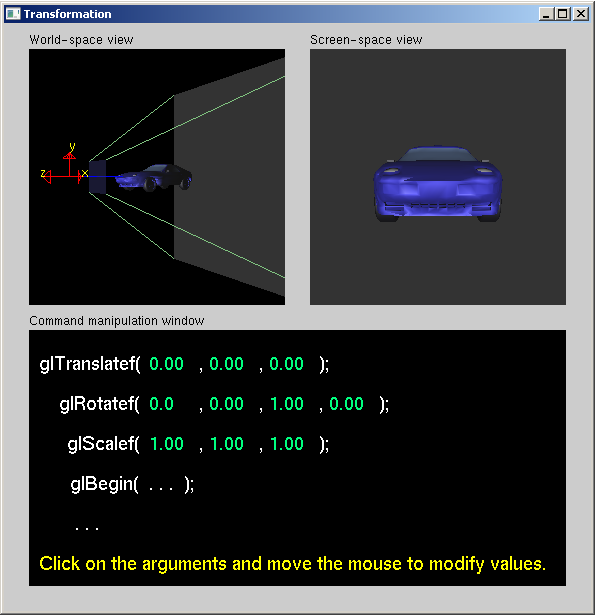 Transformation
World-space view
Screen-space view
y
z
x
Command manipulation window
glTranslatef( 0.00 , 0.00 , 0.00 );
glRotatef( 0.0 , 0.00 , 1.00 , 0.00 );
glScalef( 1.00 , 1.00 , 1.00 );
glBegin( . . . );
. . .
Click on the arguments and move the mouse to modify values.